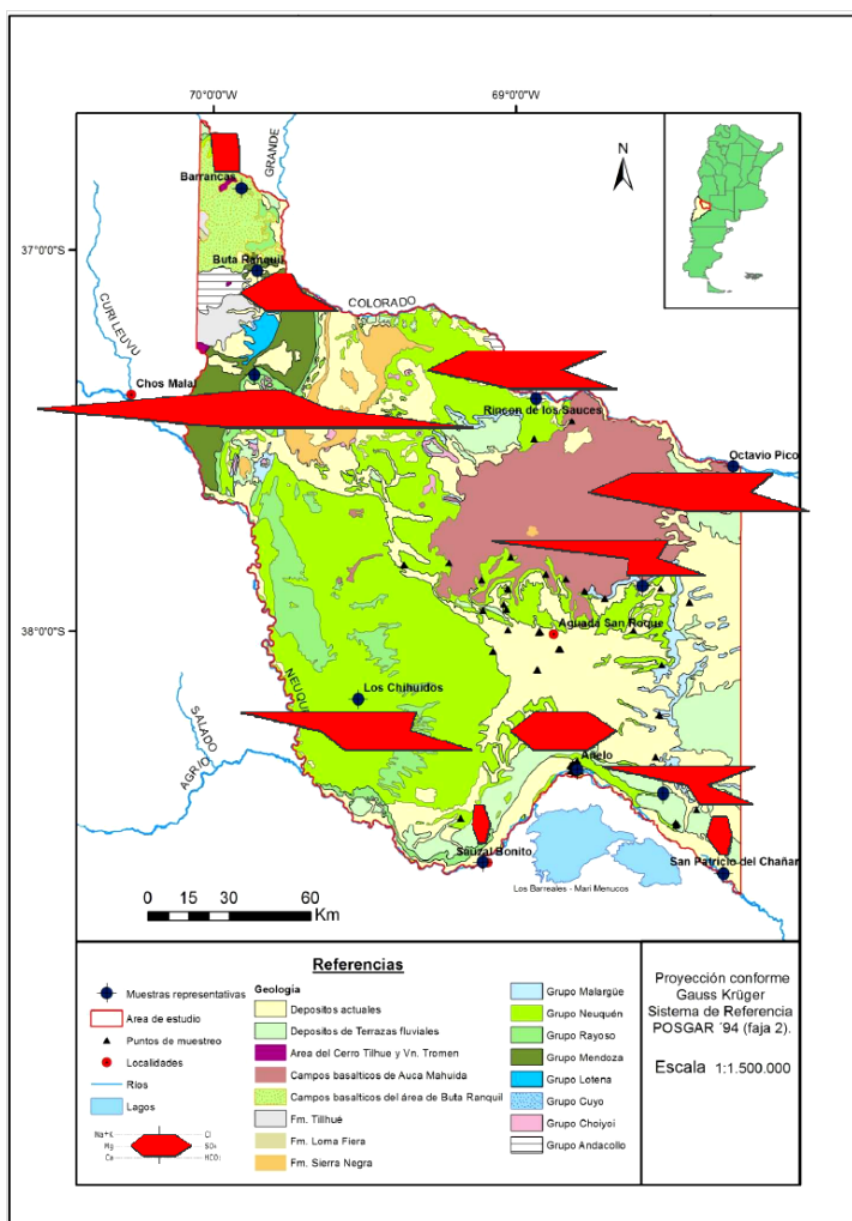 70°0'0"W
69°0'0"W
N
GRANDE
Barrancas
37°0'0"S
Buta Ranquil
COLORADO
CURI LEUVU
Chos Malal
Rincon de los Sauces
Octavio Pico
38°0'0"S
Aguada San Roque
NEUQU
Los Chihuidos
SALADO
AGRIO
Añelo
Sauzal Bonito
San Patricio del Chañar
Los Barreales - Mari Menucos
0 15 30 60
Km
Referencias
Muestras representativas
Area de estudio
Puntos de muestreo
Localidades
Rios
Lagos
Na+K Cl
Mg SO4
Ca HCO3
Geología
Depositos actuales
Depositos de Terrazas fluviales
Area del Cerro Tilhue y Vn. Tromen
Campos basalticos de Auca Mahuida
Campos basalticos del área de Buta Ranquil
Fm. Tillhué
Fm. Loma Fiera
Fm. Sierra Negra
Grupo Malargüe
Grupo Neuquén
Grupo Rayoso
Grupo Mendoza
Grupo Lotena
Grupo Cuyo
Grupo Choiyoi
Grupo Andacollo
Proyección conforme
Gauss Krüger
Sistema de Referencia
POSGAR ´94 (faja 2).
Escala 1:1.500.000